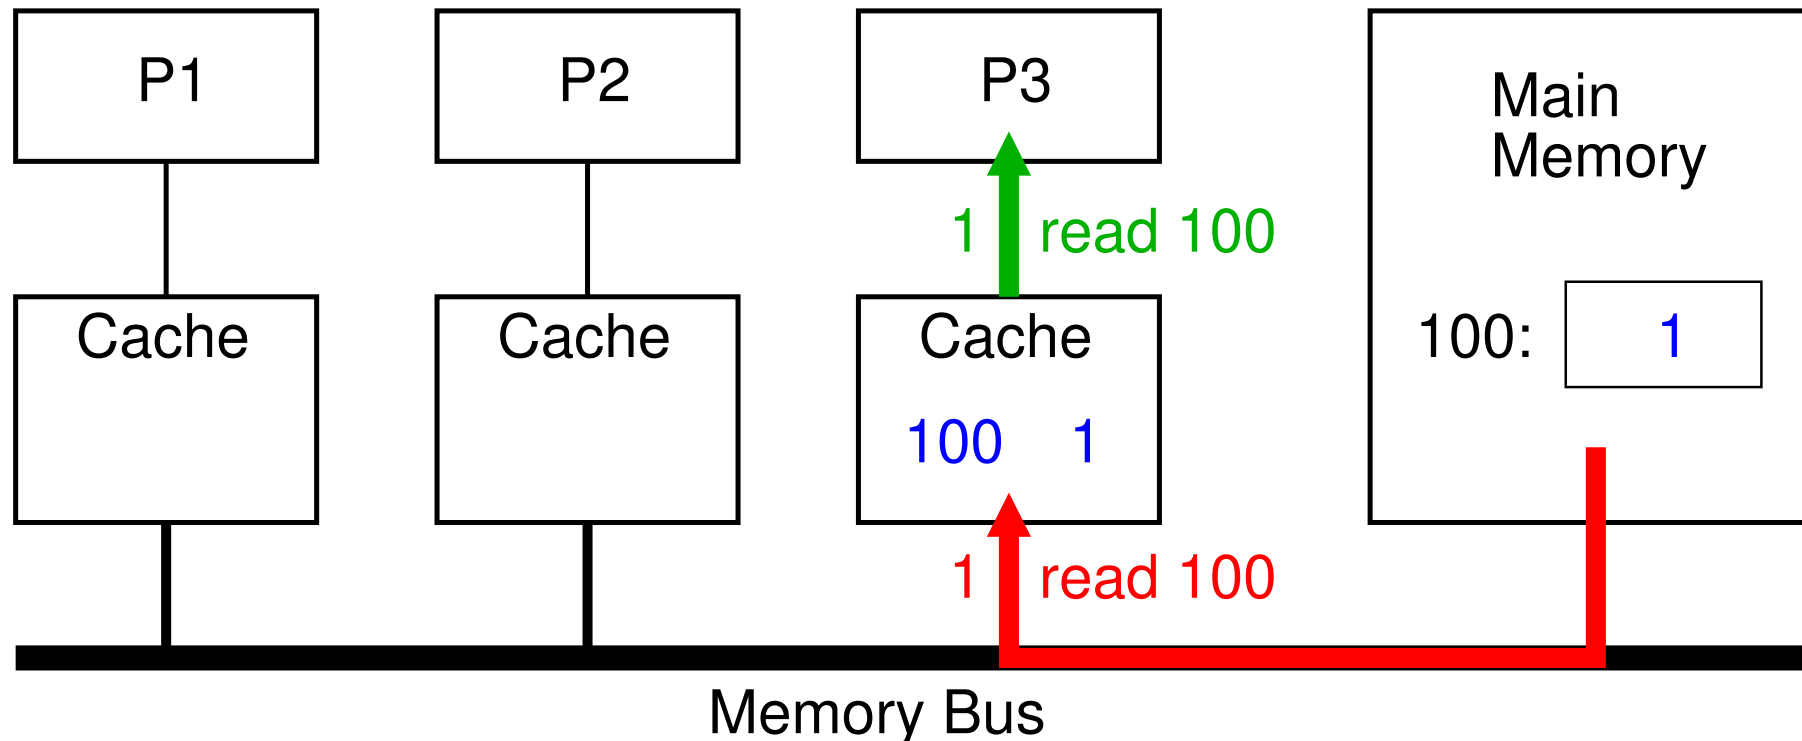 P1
P2
P3
Main
Memory
1 read 100
Cache
Cache
Cache
100: 1
100 1
1 read 100
Memory Bus